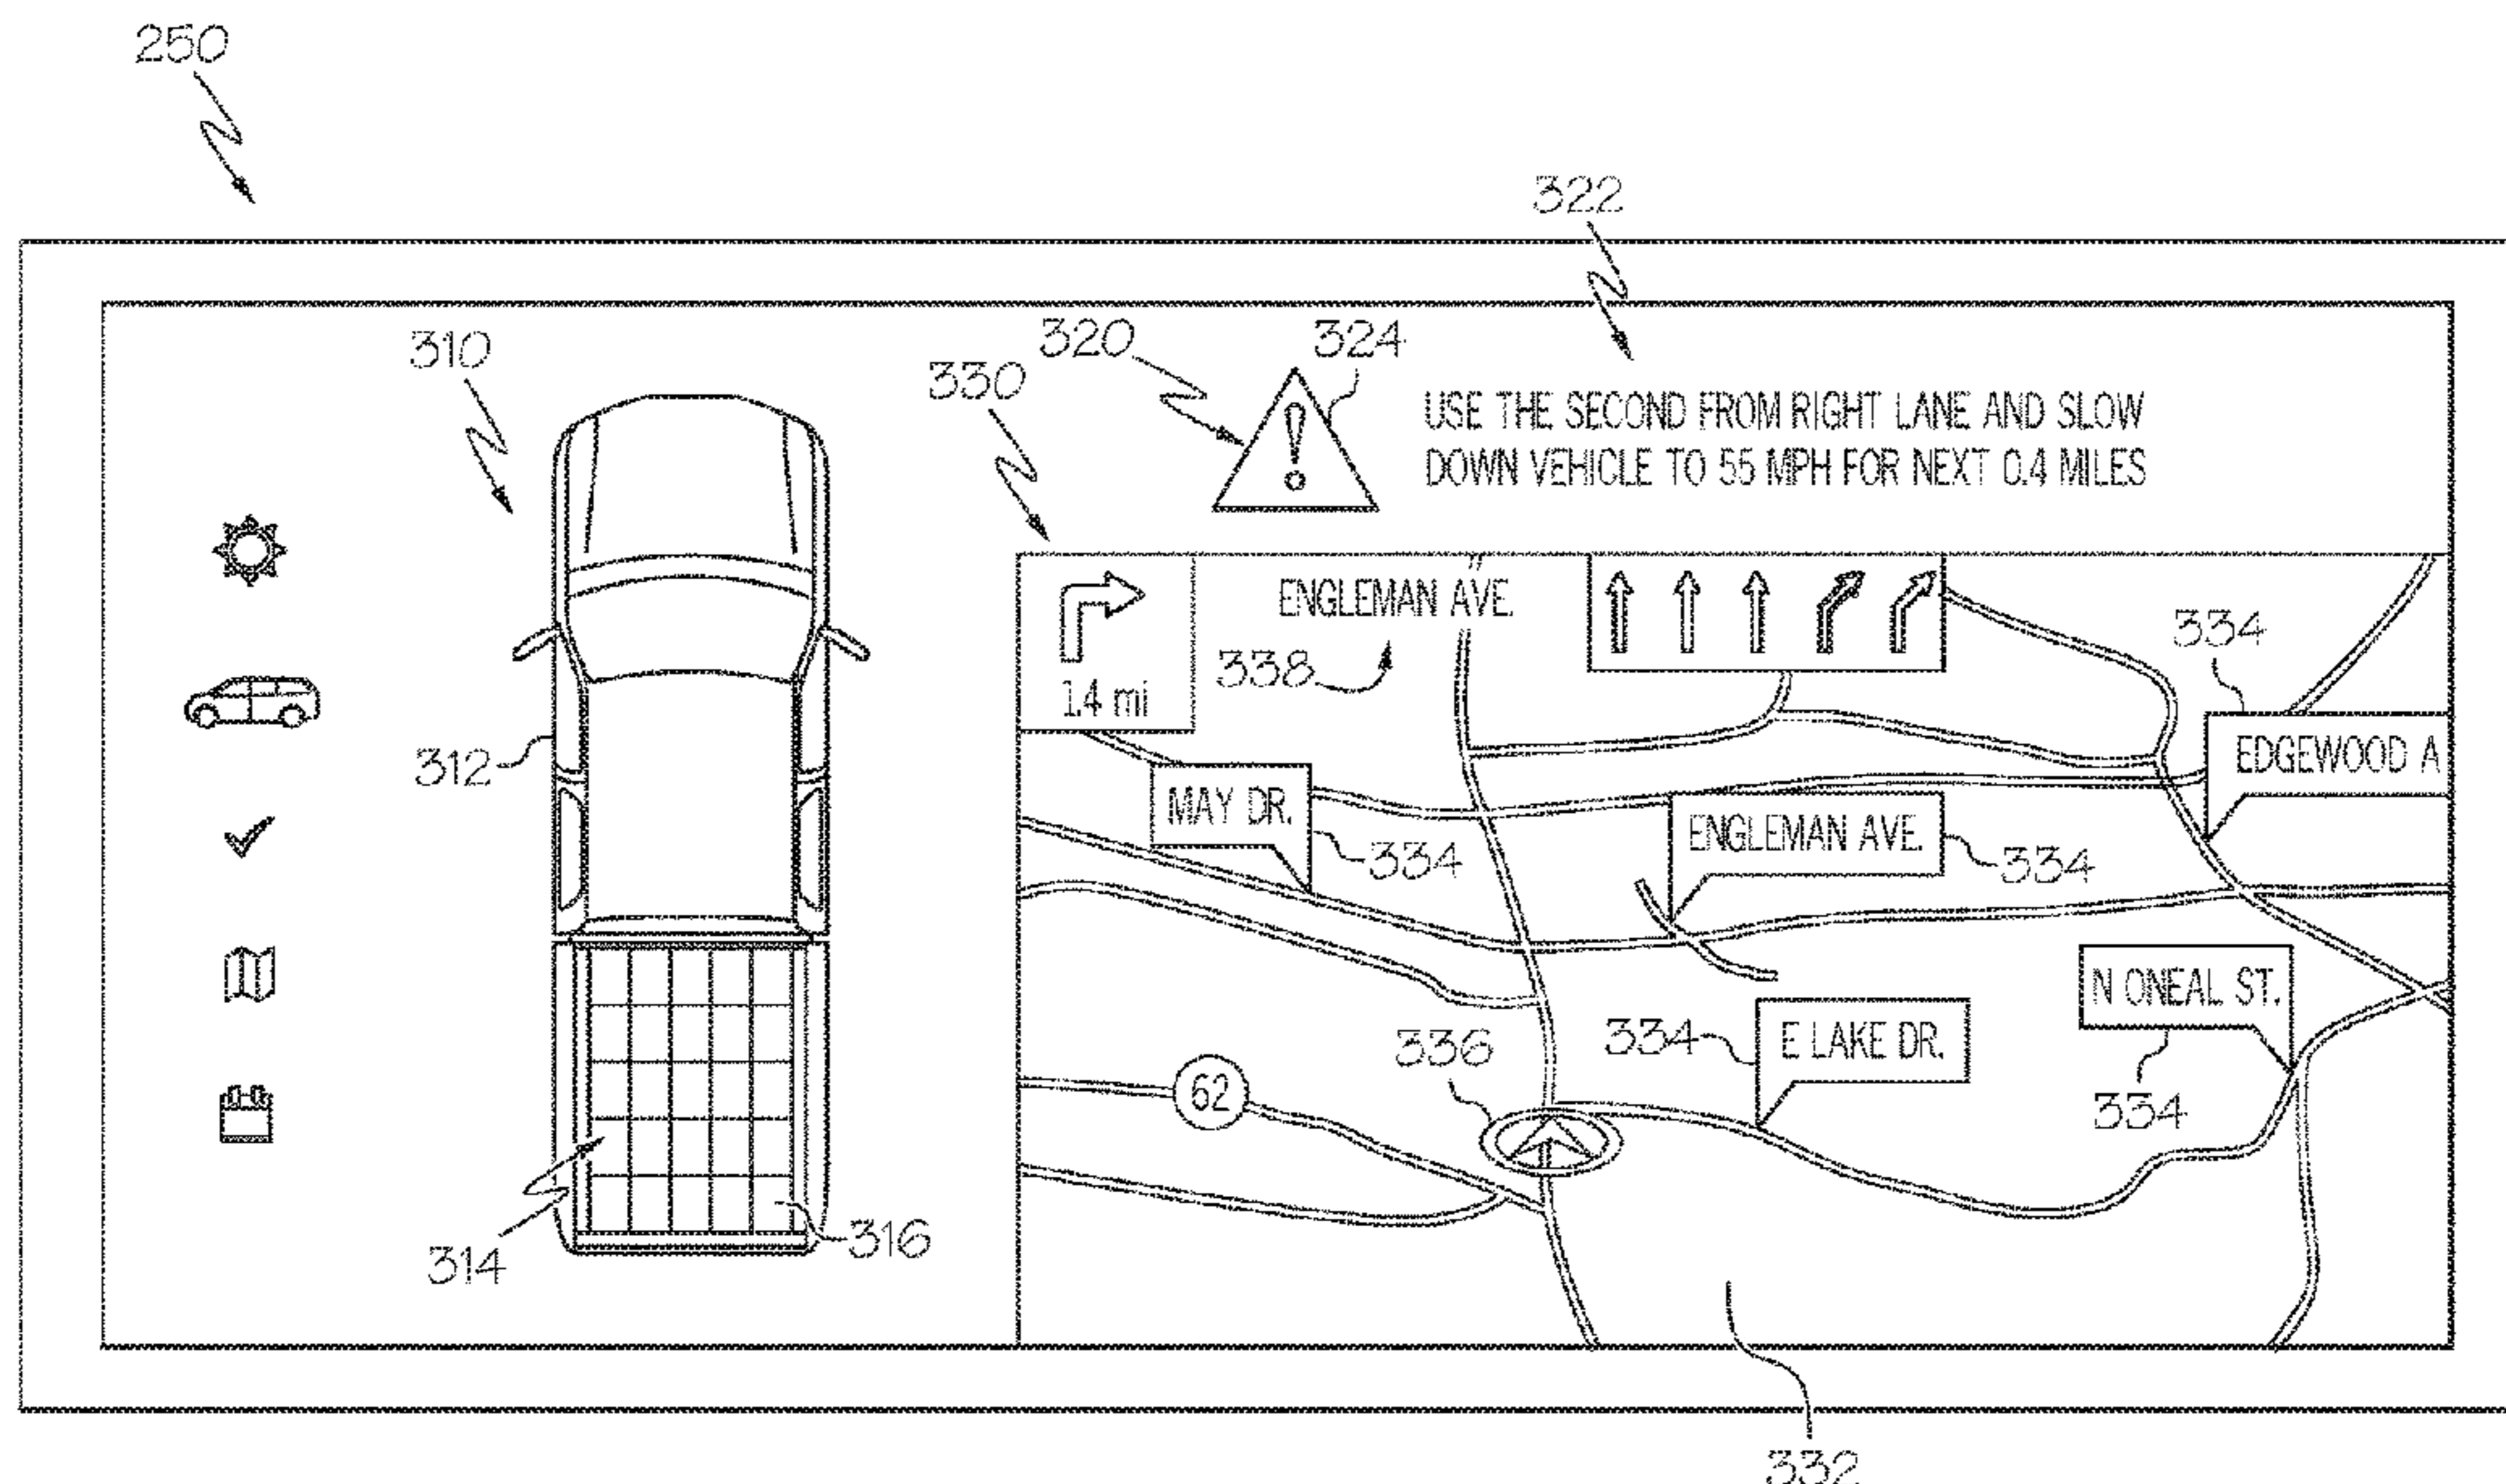 250
322
310
320
324
330
USE THE SECOND FROM RIGHT LANE AND SLOW
DOWN VEHICLE TO 55 MPH FOR NEXT 0.4 MILES
ENGLEMAN AVE.
338
1.4 mi
334
312
EDGEWOOD A
MAY DR.
334
ENGLEMAN AVE.
334
N ONEAL ST.
336
334
E LAKE DR.
62
334
314
316
332